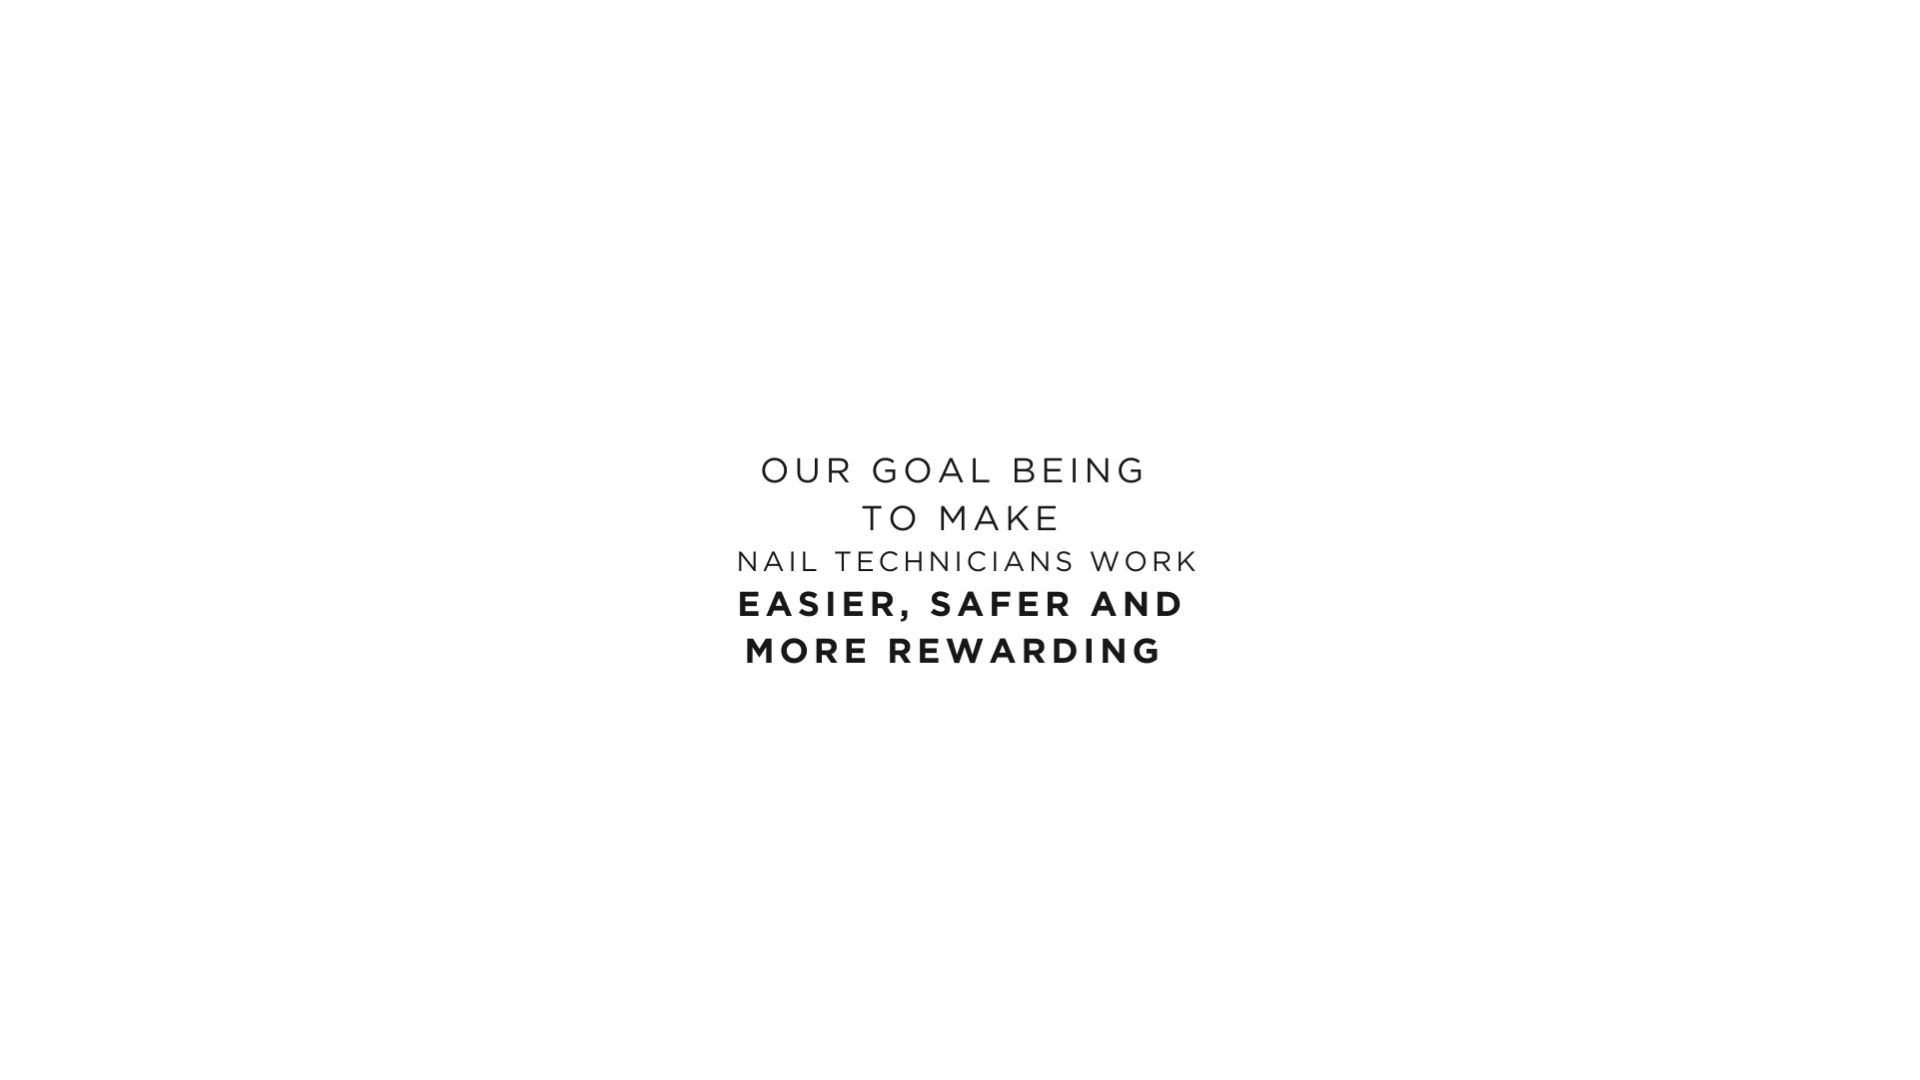 OUR GOAL BEING
TO MAKE
NAIL TECHNICIANS WORK
EASIER, SAFER AND
MORE REWARDING